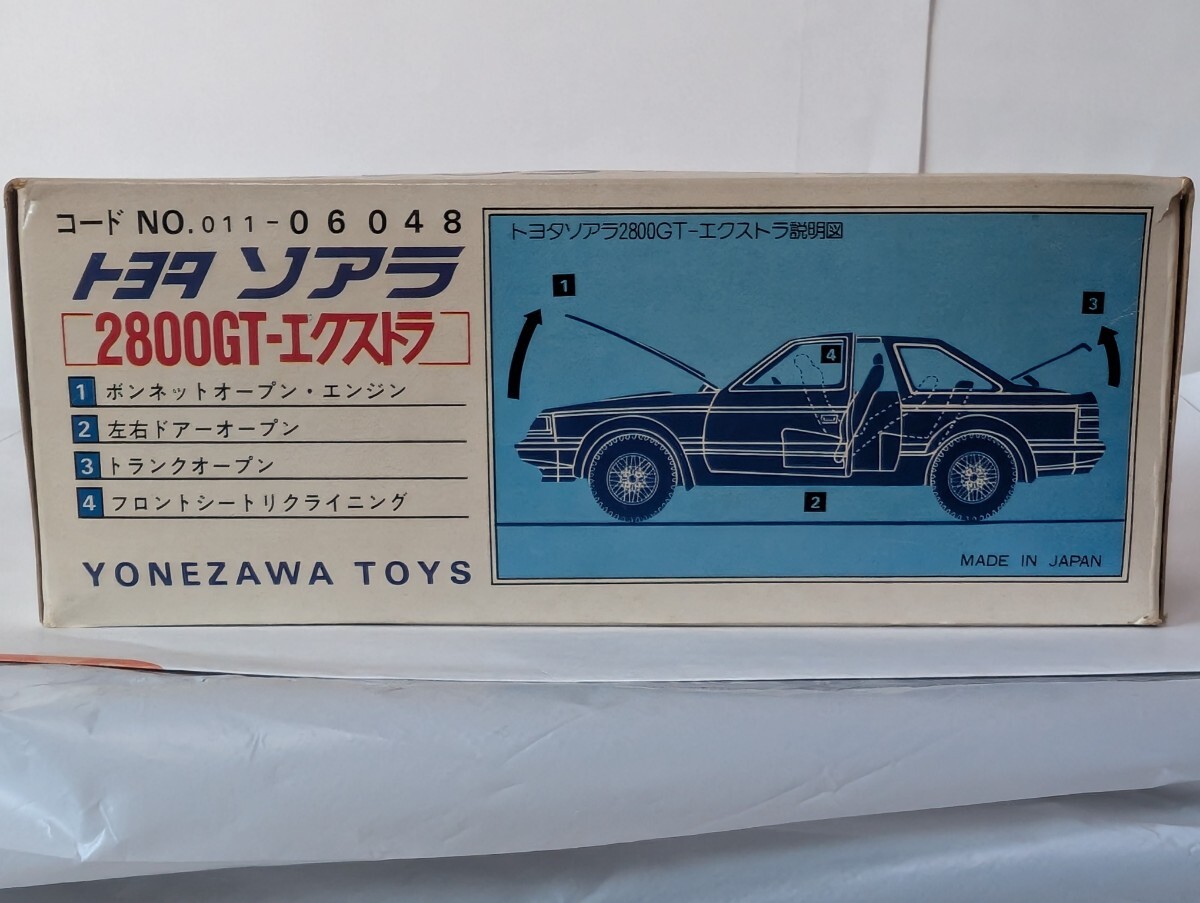 コード NO.011-06048
トヨタ ソアラ
2800GT-エクストラ
1 ボンネットオープン・エンジン
2 左右ドアーオープン
3 トランクオープン
4 フロントシートリクライニング
YONEZAWA TOYS
トヨタソアラ2800GT-エクストラ説明図
1
3
4
2
MADE IN JAPAN